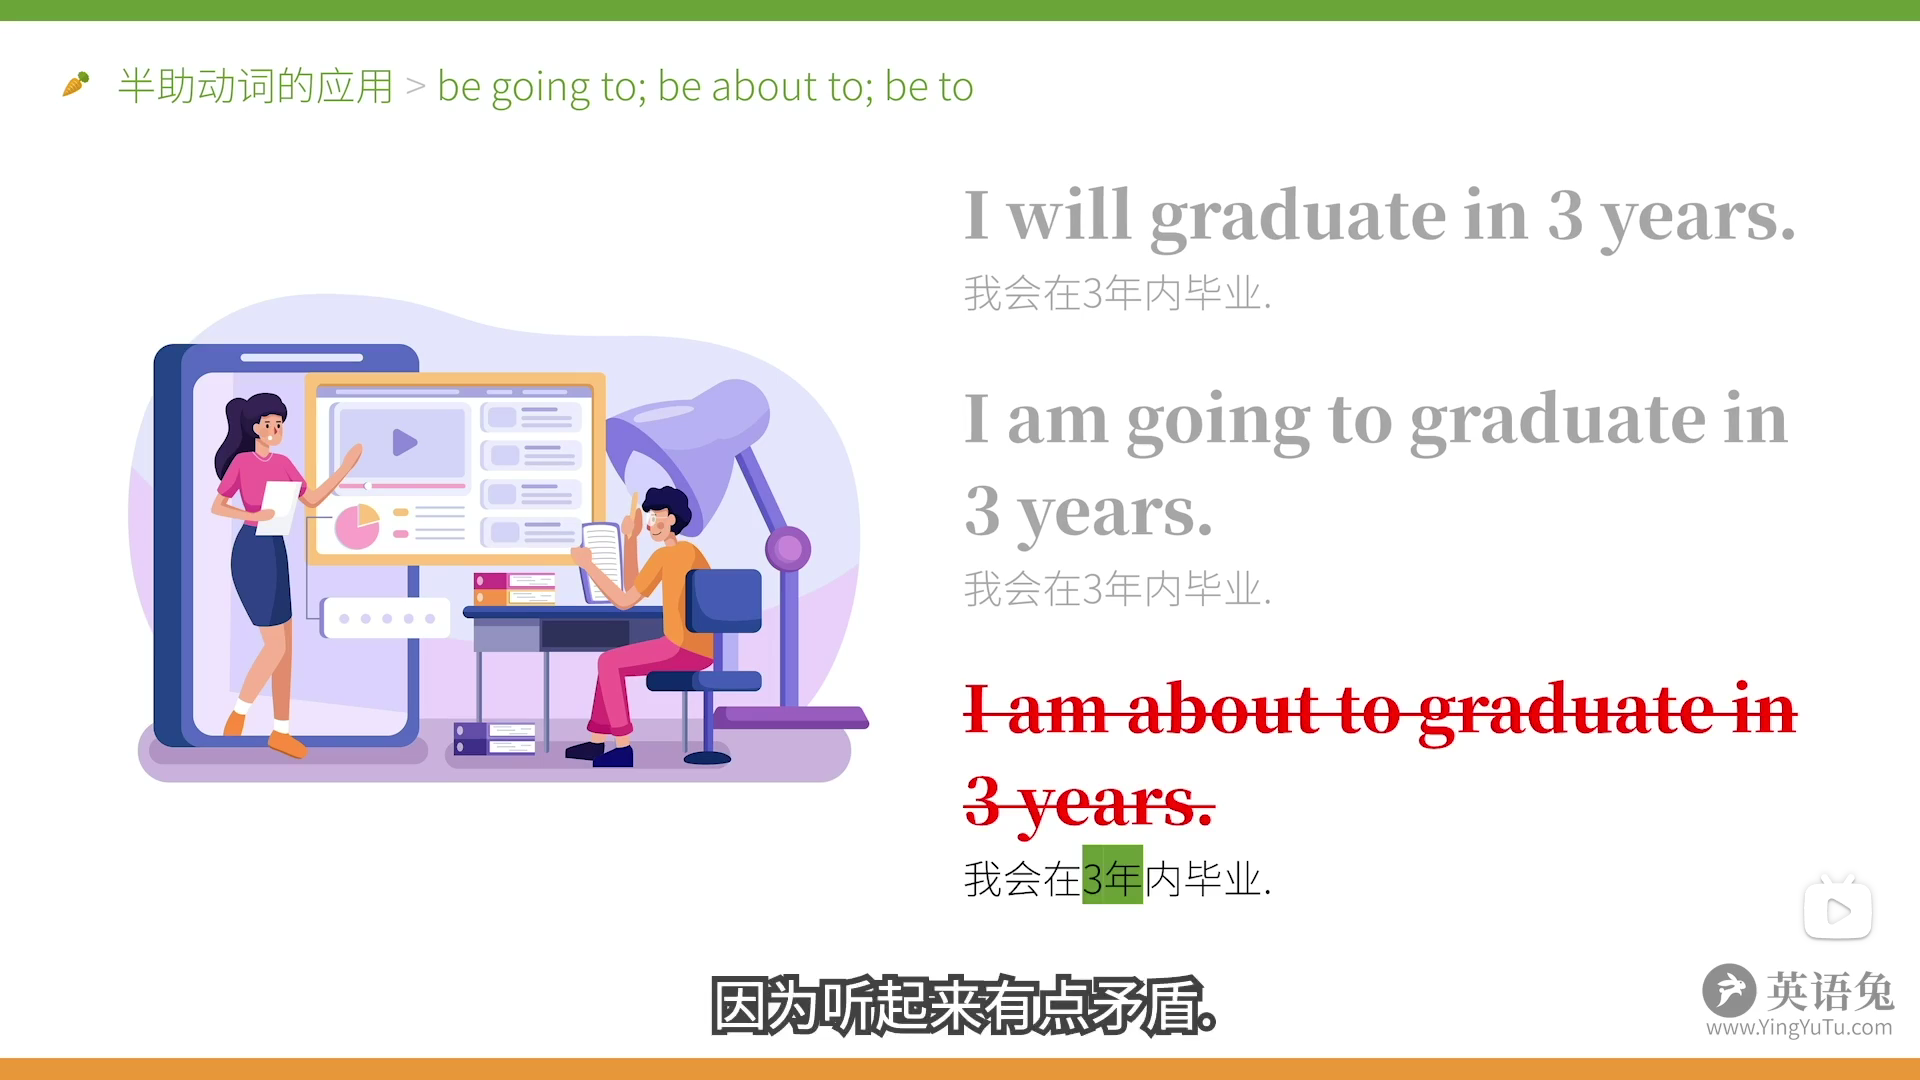 半助动词的应用 > be going to; be about to; be to
I will graduate in 3 years.
我会在3年内毕业.
I am going to graduate in
3 years.
我会在3年内毕业.
I am about to graduate in
3 years.
我会在3年内毕业.
因为听起来有点矛盾。
英语兔
www.YingYuTu.com